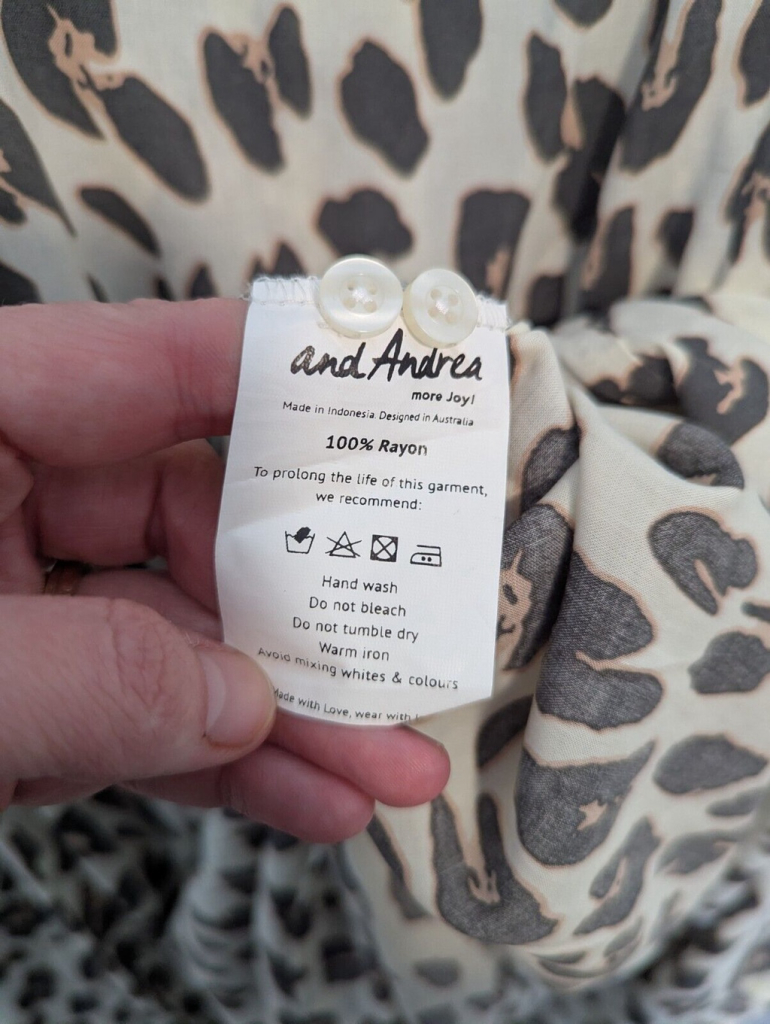 and Andrea
more Joy!
Made in Indonesia. Designed in Australia
100% Rayon
To prolong the life of this garment,
we recommend:
Hand wash
Do not bleach
Do not tumble dry
Warm iron
Avoid mixing whites & colours
Made with Love, wear with